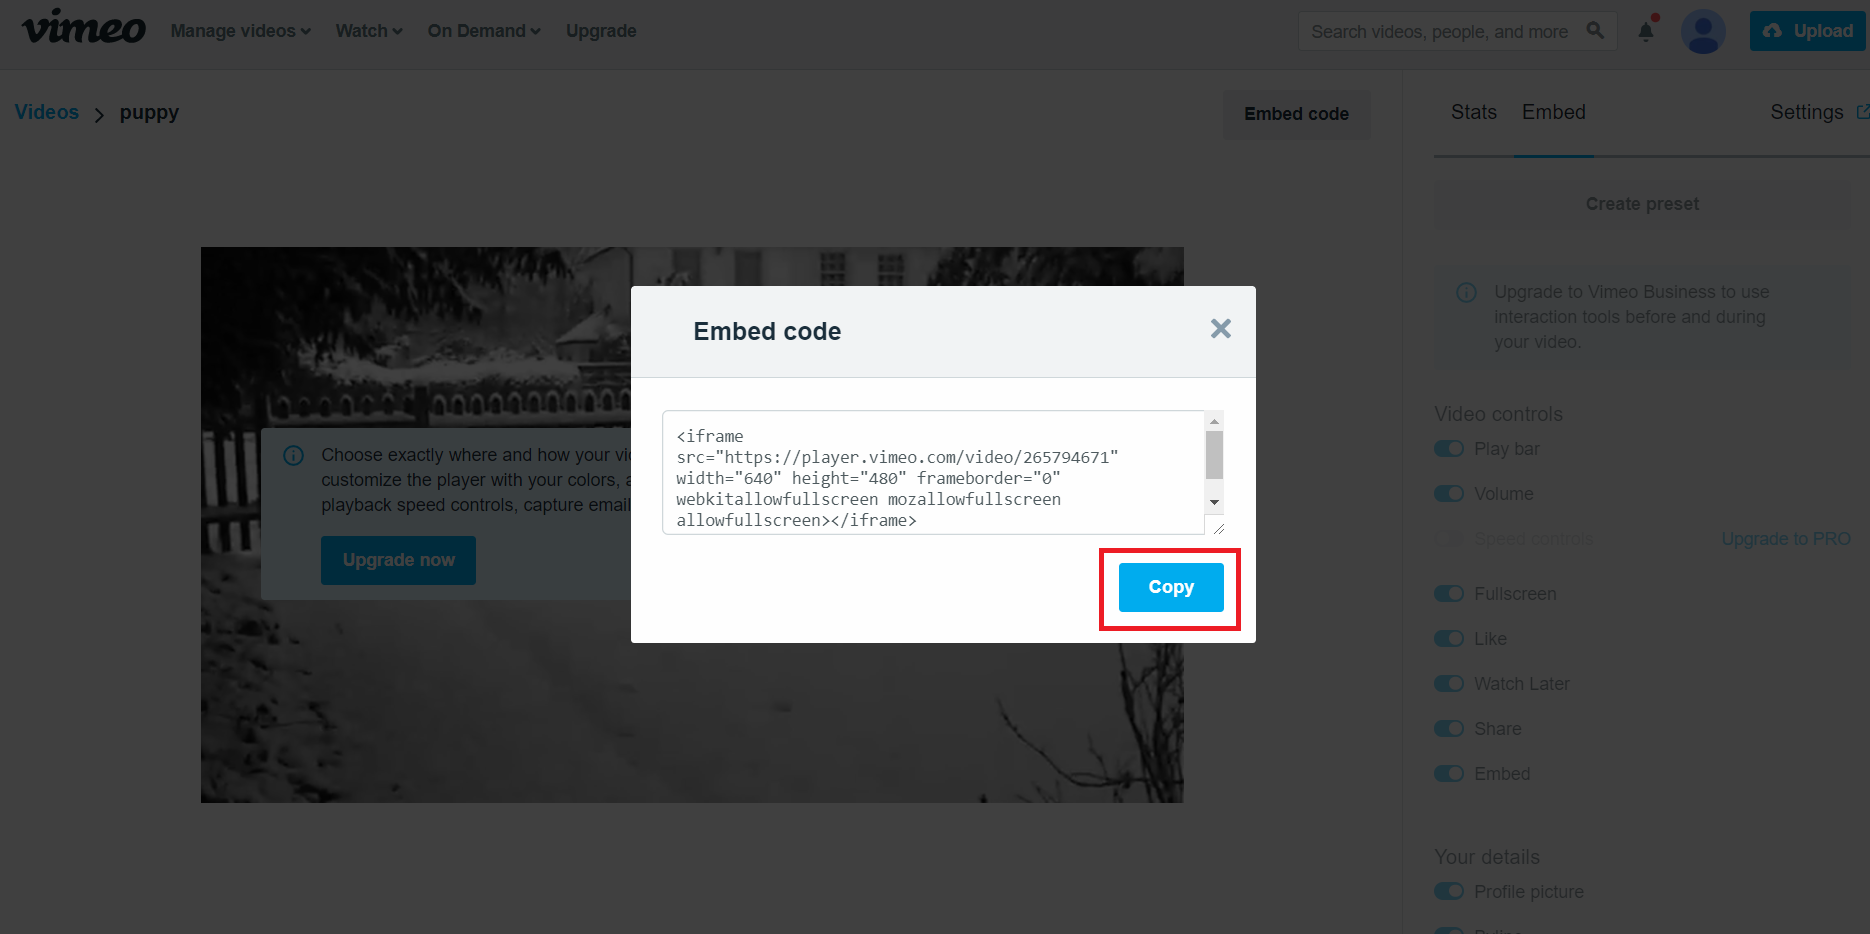 vimeo
Manage videos
Watch
On Demand
Upgrade
Search videos, people, and more
Upload
Videos
puppy
Embed code
Stats
Embed
Settings
Create preset
Upgrade to Vimeo Business to use
interaction tools before and during
your video.
Embed code
<iframe
src="https://player.vimeo.com/video/265794671"
width="640" height="480" frameborder="0"
webkitallowfullscreen mozallowfullscreen
allowfullscreen></iframe>
Copy
Choose exactly where and how your
customize the player with your colors,
playback speed controls, capture email
Upgrade now
Video controls
Play bar
Volume
Speed controls
Upgrade to PRO
Fullscreen
Like
Watch Later
Share
Embed
Your details
Profile picture